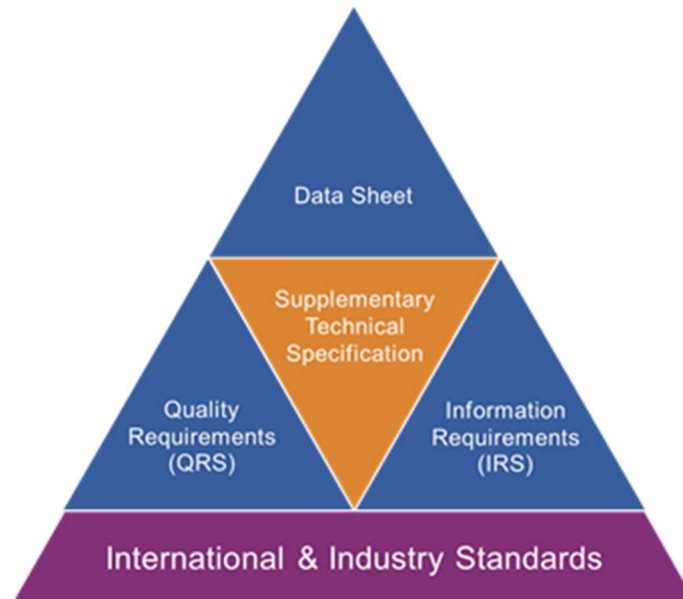 Data Sheet
Supplementary
Technical
Specification
Quality
Requirements
(QRS)
Information
Requirements
(IRS)
International & Industry Standards